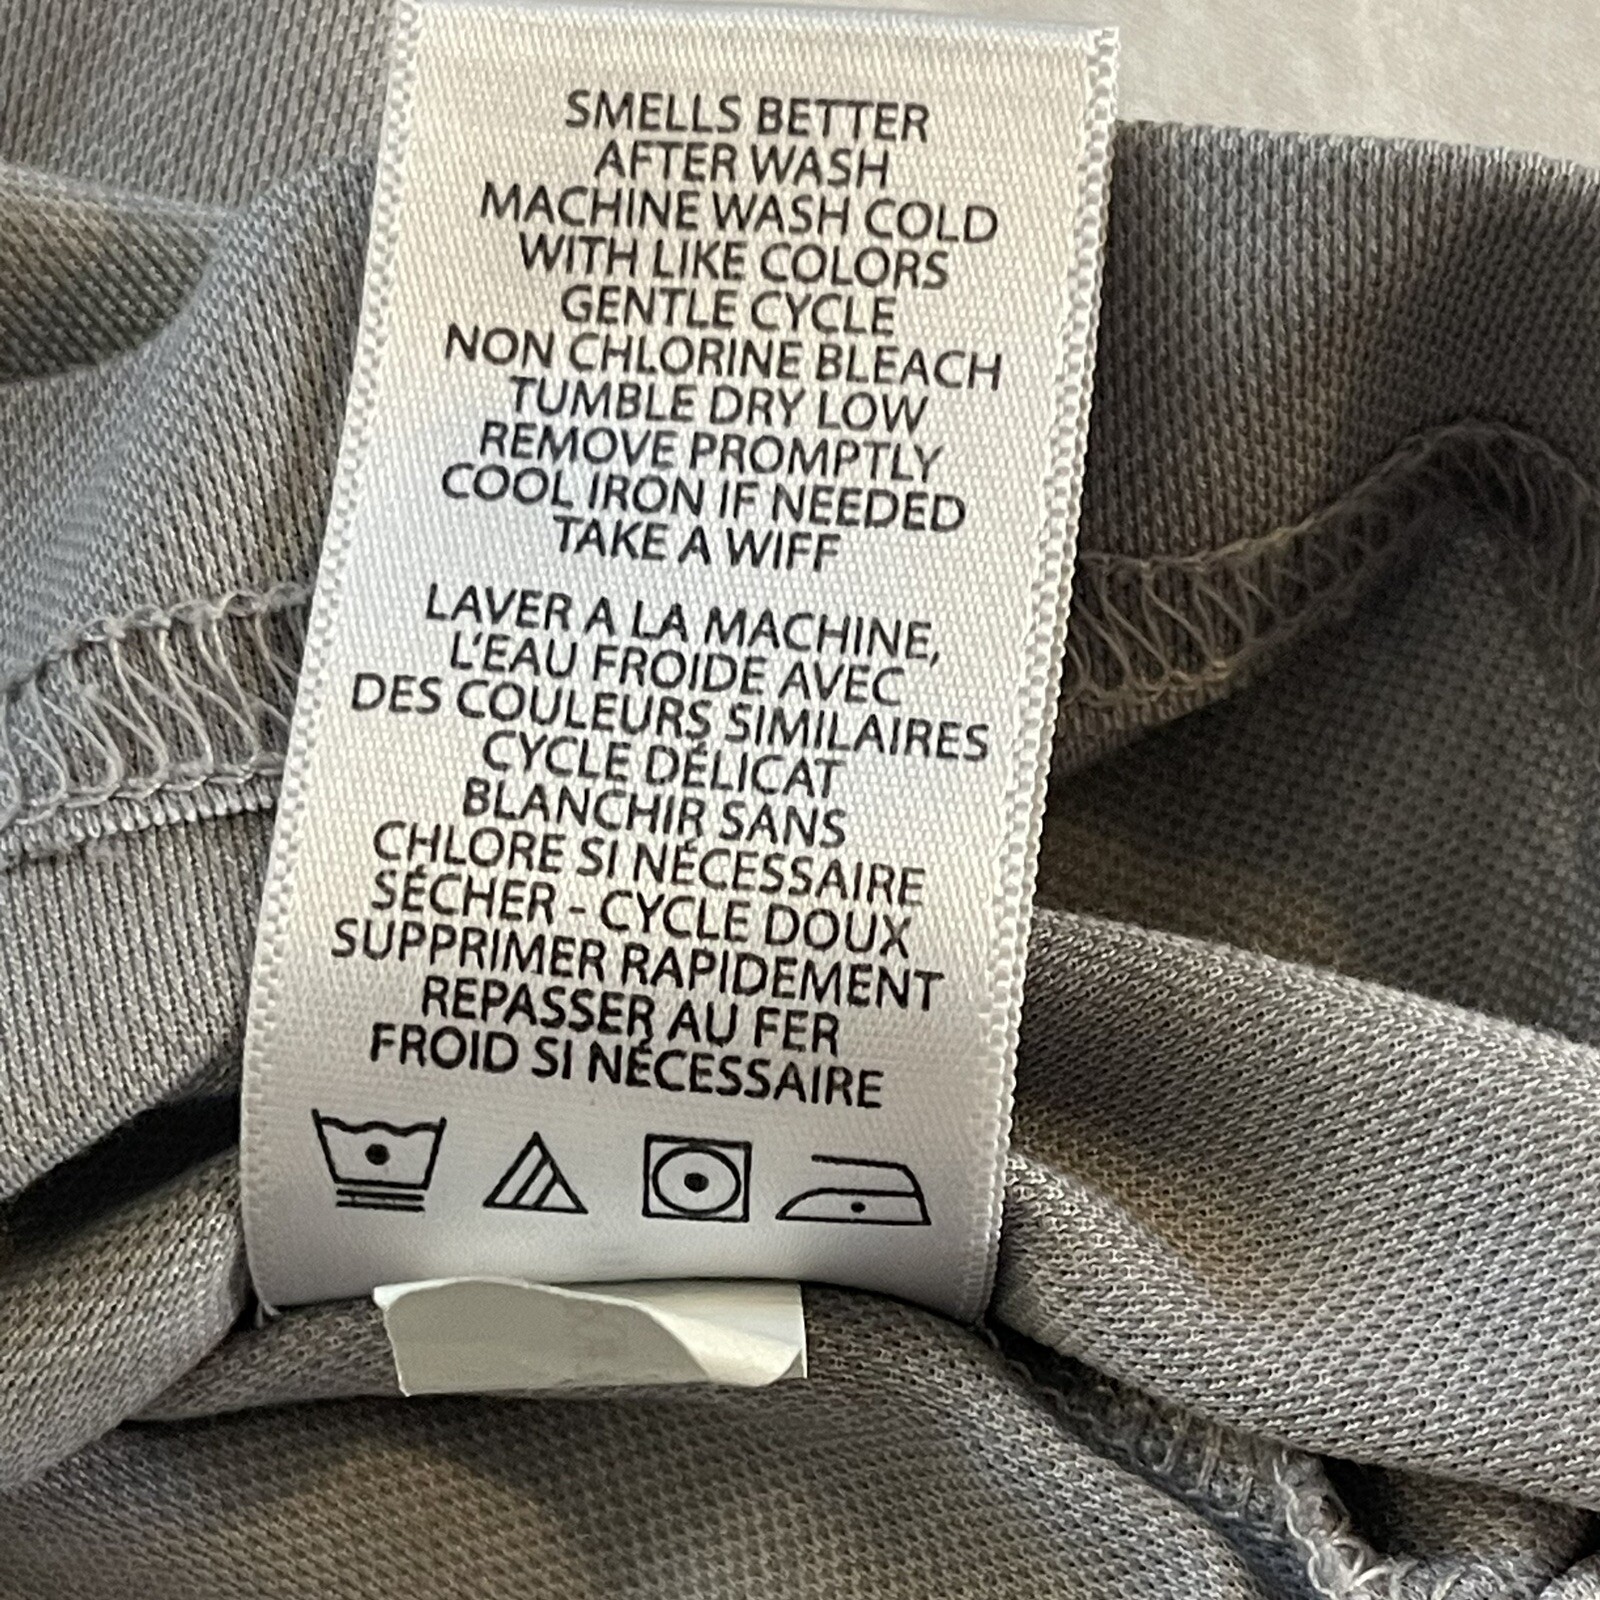 SMELLS BETTER
AFTER WASH
MACHINE WASH COLD
WITH LIKE COLORS
GENTLE CYCLE
NON CHLORINE BLEACH
TUMBLE DRY LOW
REMOVE PROMPTLY
COOL IRON IF NEEDED
TAKE A WIFF
LAVER A LA MACHINE,
L'EAU FROIDE AVEC
DES COULEURS SIMILAIRES
CYCLE DÉLICAT
BLANCHIR SANS
CHLORE SI NÉCESSAIRE
SÉCHER - CYCLE DOUX
SUPPRIMER RAPIDEMENT
REPASSER AU FER
FROID SI NÉCESSAIRE